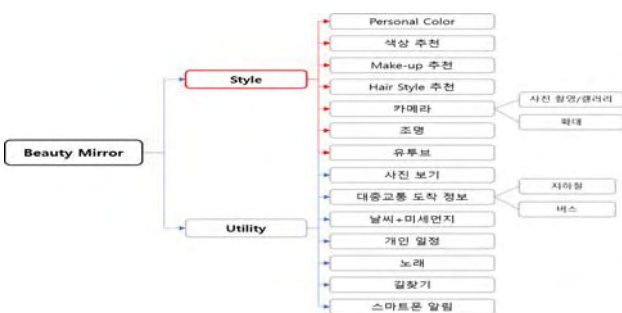 Personal Color
색상 추천
Make-up 추천
Style
Hair Style 추천
사진 촬영/갤러리
카메라
확대
조명
Beauty Mirror
유투브
사진 보기
지하철
대중교통 도착 정보
버스
날씨+미세먼지
Utility
개인 일정
노래
길찾기
스마트폰 알림